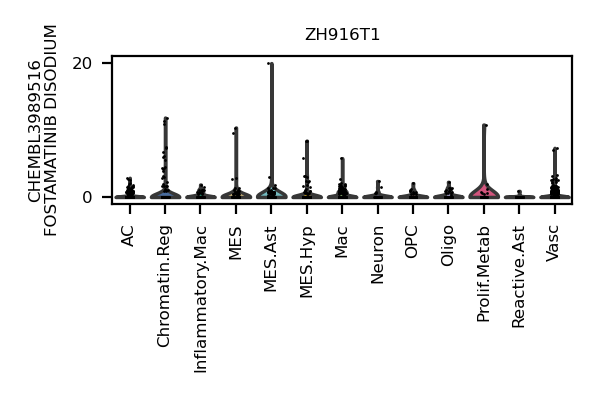 ZH916T1
CHEMBL3989516
FOSTAMATINIB DISODIUM
20
0
AC
Chromatin.Reg
Inflammatory.Mac
MES
MES.Ast
MES.Hyp
Mac
Neuron
OPC
Oligo
Prolif.Metab
Reactive.Ast
Vasc